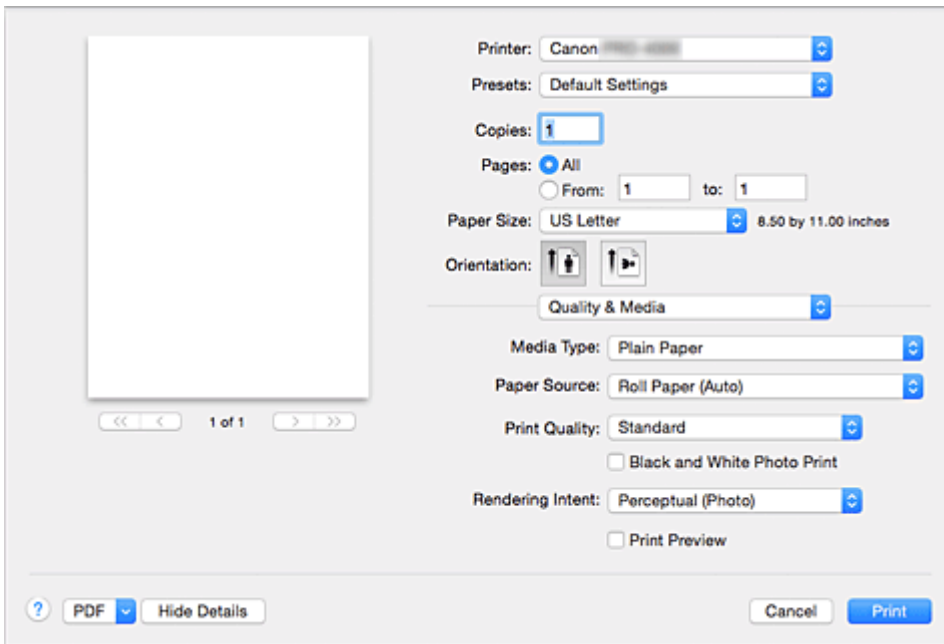 Printer: Canon
Presets: Default Settings
Copies: 1
Pages: All
From: 1 to: 1
Paper Size: US Letter 8.50 by 11.00 inches
Orientation:
Quality & Media
Media Type: Plain Paper
Paper Source: Roll Paper (Auto)
1 of 1
Print Quality: Standard
Black and White Photo Print
Rendering Intent: Perceptual (Photo)
Print Preview
? PDF Hide Details Cancel Print